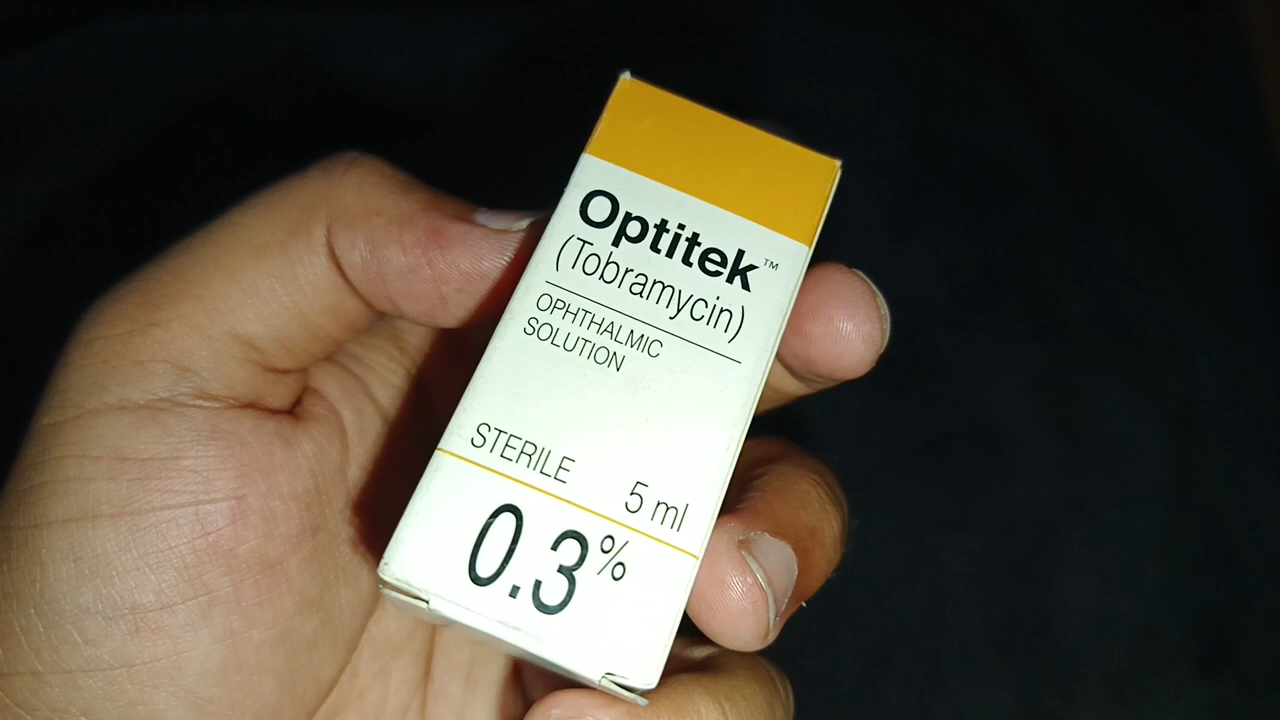 Optitek™
(Tobramycin)
OPHTHALMIC
SOLUTION
STERILE 5 ml
0.3%